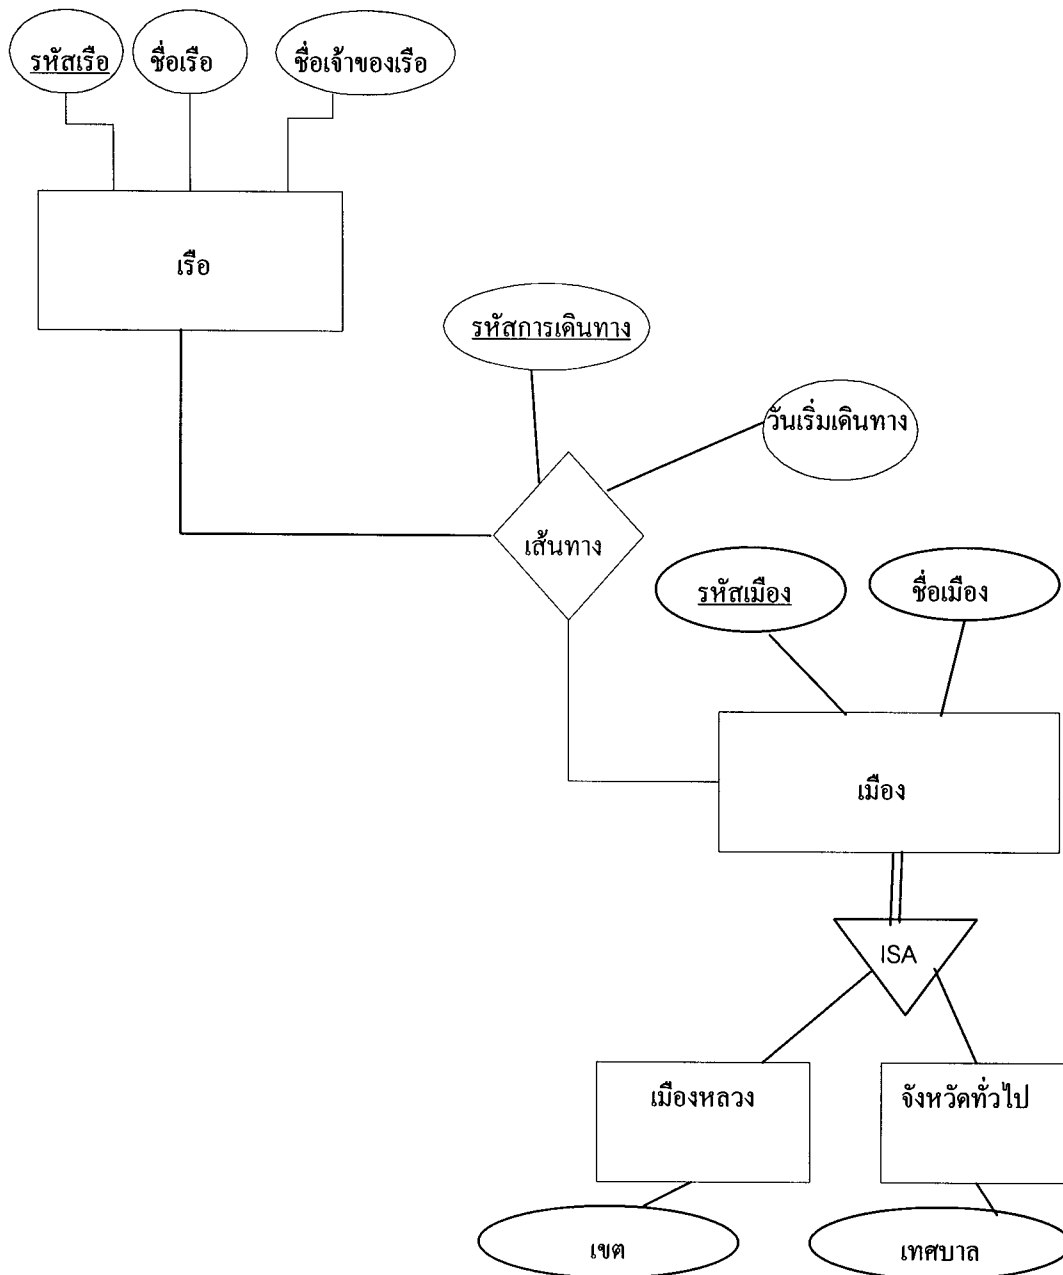 รหัสเรือ
ชื่อเรือ
ชื่อเจ้าของเรือ
เรือ
รหัสการเดินทาง
วันเริ่มเดินทาง
เส้นทาง
รหัสเมือง
ชื่อเมือง
เมือง
ISA
เมืองหลวง
จังหวัดทั่วไป
เขต
เทศบาล